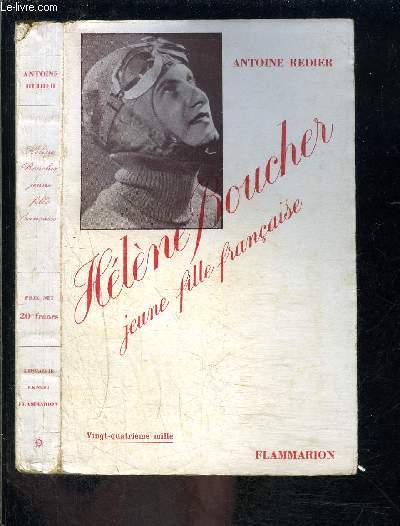 ANTOINE
REDIER
Hélène
Boucher
jeune
fille
française
PRIX NET
20 francs
LIBRAIRIE
ERNEST
FLAMMARION
ANTOINE REDIER
Hélène Boucher
jeune fille française
Vingt-quatrième mille
FLAMMARION